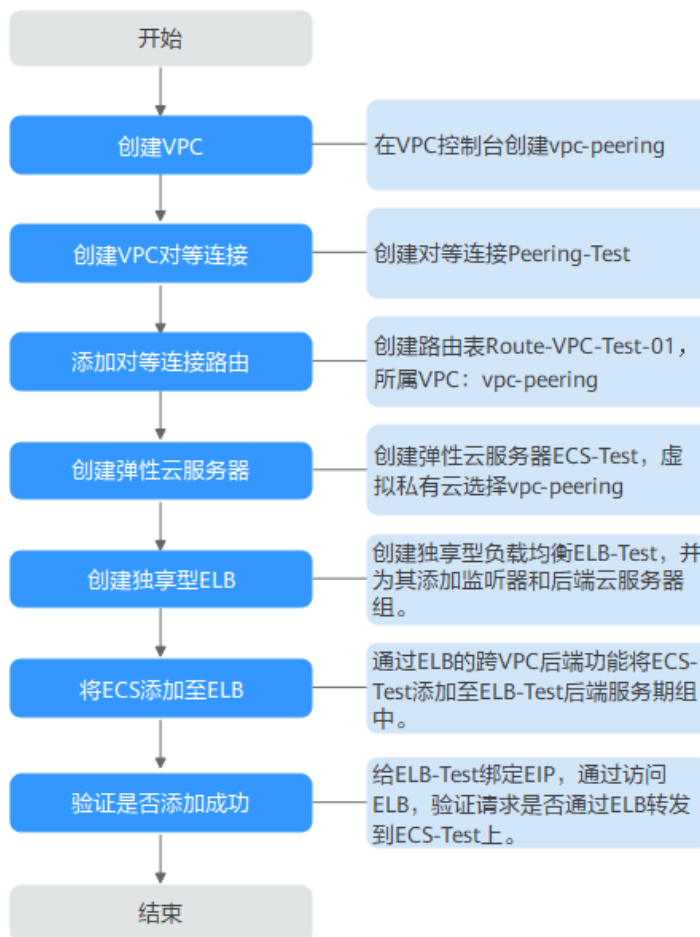 开始
创建VPC
在VPC控制台创建vpc-peering
创建VPC对等连接
创建对等连接Peering-Test
添加对等连接路由
创建路由表Route-VPC-Test-01，
所属VPC：vpc-peering
创建弹性云服务器
创建弹性云服务器ECS-Test，虚
拟私有云选择vpc-peering
创建独享型ELB
创建独享型负载均衡ELB-Test，并
为其添加监听器和后端云服务器
组。
将ECS添加至ELB
通过ELB的跨VPC后端功能将ECS-
Test添加至ELB-Test后端服务期组
中。
验证是否添加成功
给ELB-Test绑定EIP，通过访问
ELB，验证请求是否通过ELB转发
到ECS-Test上。
结束